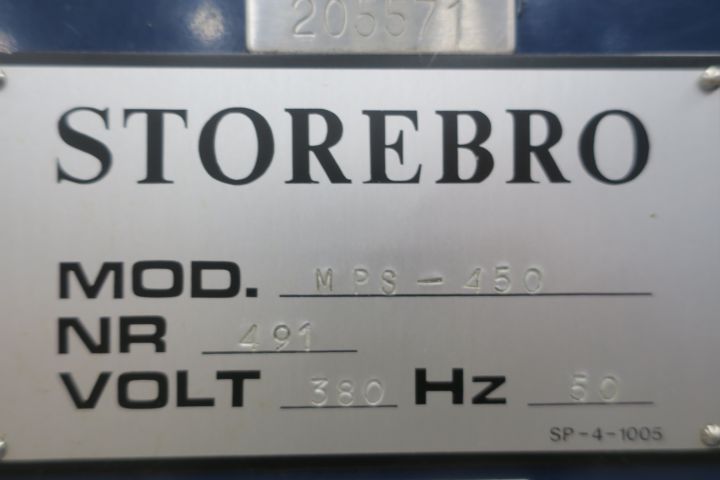 205571
STOREBRO
MOD. MPS-450
NR 491
VOLT 380 Hz 50
SP-4-1005